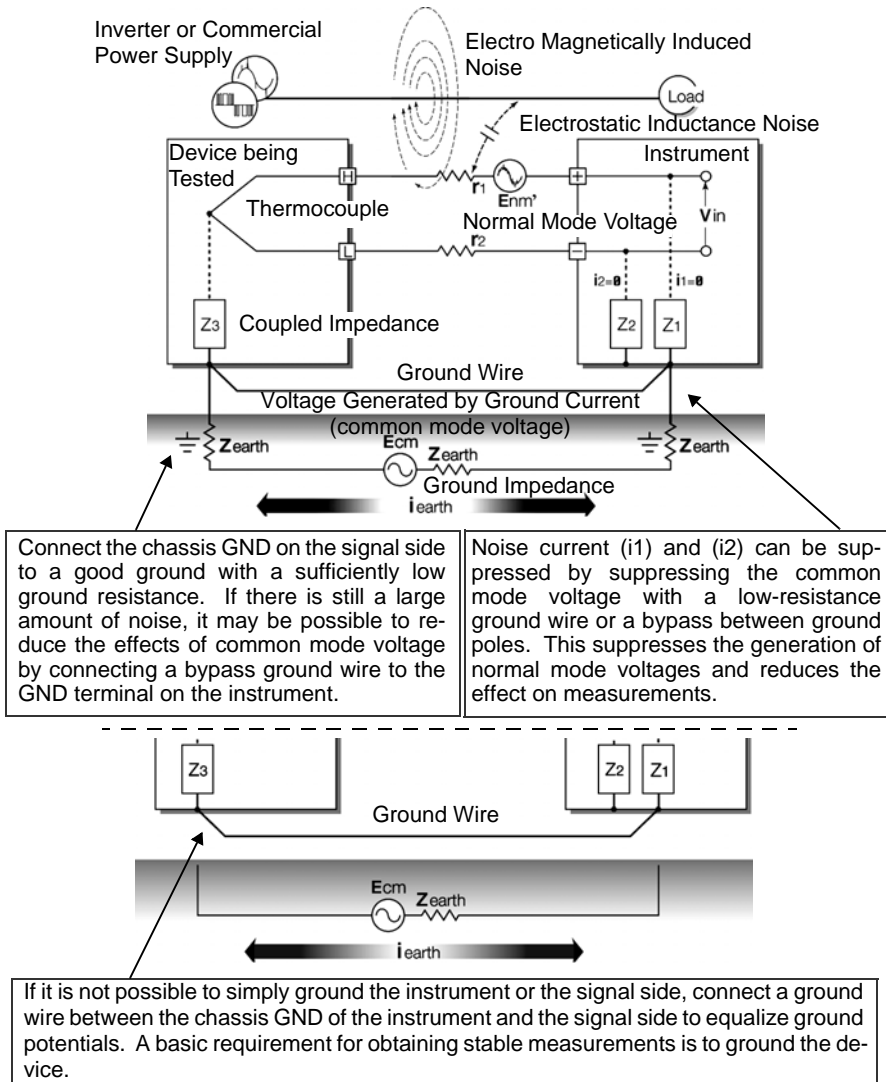 Inverter or Commercial
Power Supply
Electro Magnetically Induced
Noise
Load
Electrostatic Inductance Noise
Device being
Tested
Instrument
H
r1
Enm'
+
Thermocouple
Normal Mode Voltage
Vin
L
r2
−
i2=0
i1=0
Z3
Coupled Impedance
Z2
Z1
Ground Wire
Voltage Generated by Ground Current
(common mode voltage)
Zearth
Ecm
Zearth
Zearth
Ground Impedance
iearth
Connect the chassis GND on the signal side
to a good ground with a sufficiently low
ground resistance. If there is still a large
amount of noise, it may be possible to re-
duce the effects of common mode voltage
by connecting a bypass ground wire to the
GND terminal on the instrument.
Noise current (i1) and (i2) can be sup-
pressed by suppressing the common
mode voltage with a low-resistance
ground wire or a bypass between ground
poles. This suppresses the generation of
normal mode voltages and reduces the
effect on measurements.
Z3
Z2
Z1
Ground Wire
Ecm
Zearth
iearth
If it is not possible to simply ground the instrument or the signal side, connect a ground
wire between the chassis GND of the instrument and the signal side to equalize ground
potentials. A basic requirement for obtaining stable measurements is to ground the de-
vice.